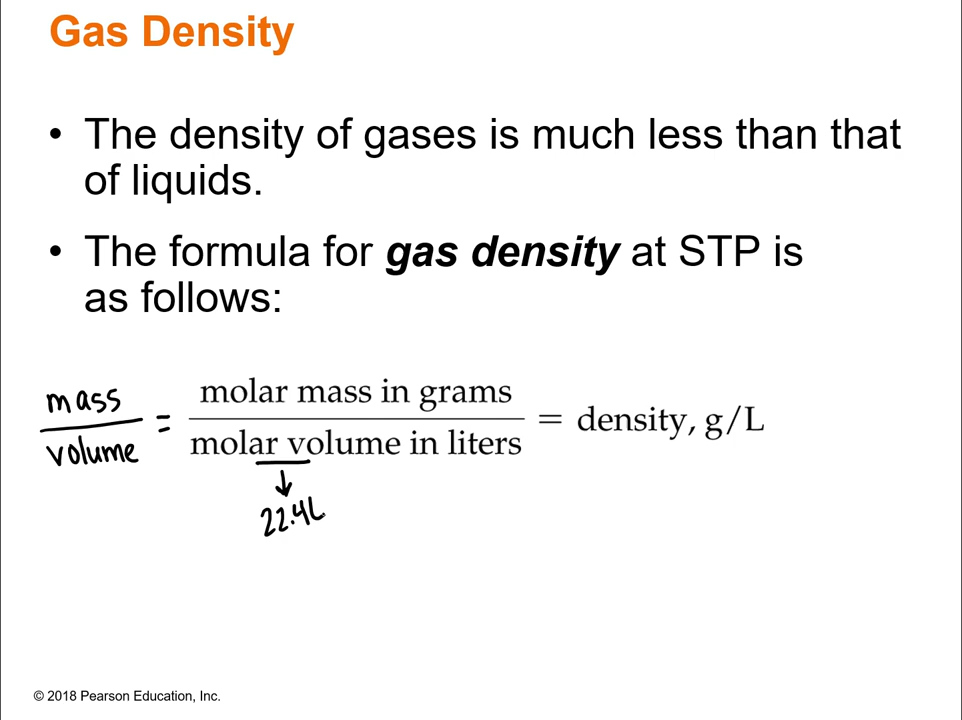 Gas Density
• The density of gases is much less than that
of liquids.
• The formula for gas density at STP is
as follows:
mass
volume
=
molar mass in grams
molar volume in liters
= density, g/L
↓
22.4L
© 2018 Pearson Education, Inc.